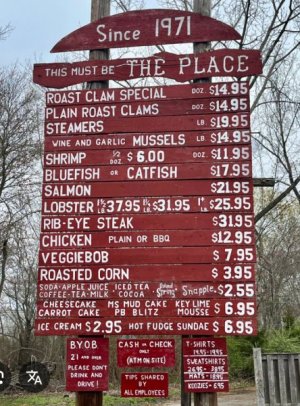 Since 1971
THIS MUST BE THE PLACE
ROAST CLAM SPECIAL DOZ. $14.95
PLAIN ROAST CLAMS DOZ. $14.95
STEAMERS LB. $19.95
WINE AND GARLIC MUSSELS LB. $14.95
SHRIMP ½ DOZ. $6.00 DOZ. $11.95
BLUEFISH OR CATFISH $17.95
SALMON $21.95
LOBSTER 37.95 $31.95 $25.95
RIB-EYE STEAK $31.95
CHICKEN PLAIN OR BBQ $12.95
VEGGIEBOB $7.95
ROASTED CORN $3.95
SODA-APPLE JUICE ICED TEA Snapple $2.55
COFFEE-TEA-MILK COCOA
CHEESECAKE MS MUD CAKE KEY LIME $6.95
CARROT CAKE PB BLITZ MOUSSE
ICE CREAM $2.95 HOT FUDGE SUNDAE $6.95
BYOB
21 AND OVER
PLEASE DON'T
DRINK AND
DRIVE!
CASH OR CHECK
ONLY
(ATM ON SITE)
TIPS SHARED
BY
ALL EMPLOYEES
T-SHIRTS
SWEATSHIRTS
HATS-18.95
KOOZIES-6.95